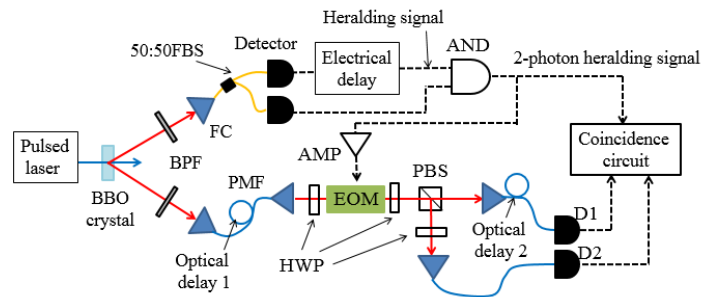 Heralding signal
50:50FBS
Detector
Electrical
delay
AND
2-photon heralding signal
FC
Pulsed
laser
BPF
AMP
Coincidence
circuit
BBO
crystal
PMF
EOM
PBS
Optical
delay 1
HWP
Optical
delay 2
D1
D2